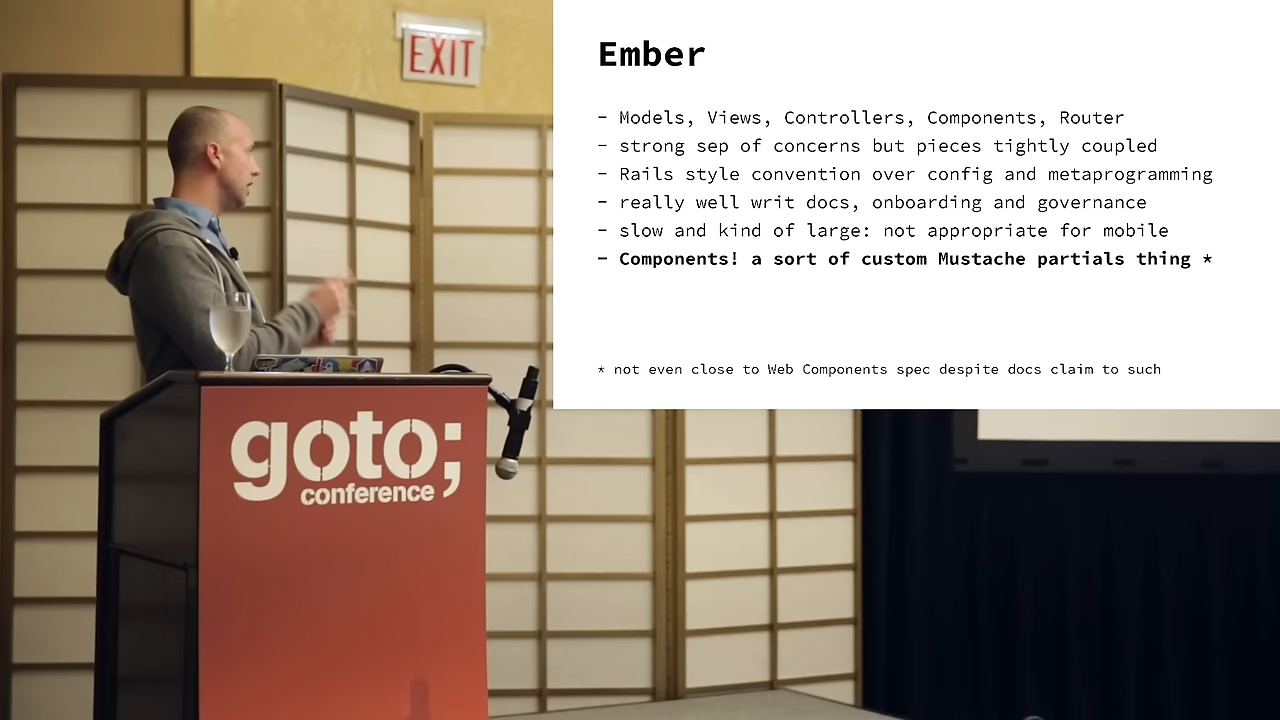 EXIT
Ember
- Models, Views, Controllers, Components, Router
- strong sep of concerns but pieces tightly coupled
- Rails style convention over config and metaprogramming
- really well writ docs, onboarding and governance
- slow and kind of large: not appropriate for mobile
- Components! a sort of custom Mustache partials thing *
* not even close to Web Components spec despite docs claim to such
goto;
conference